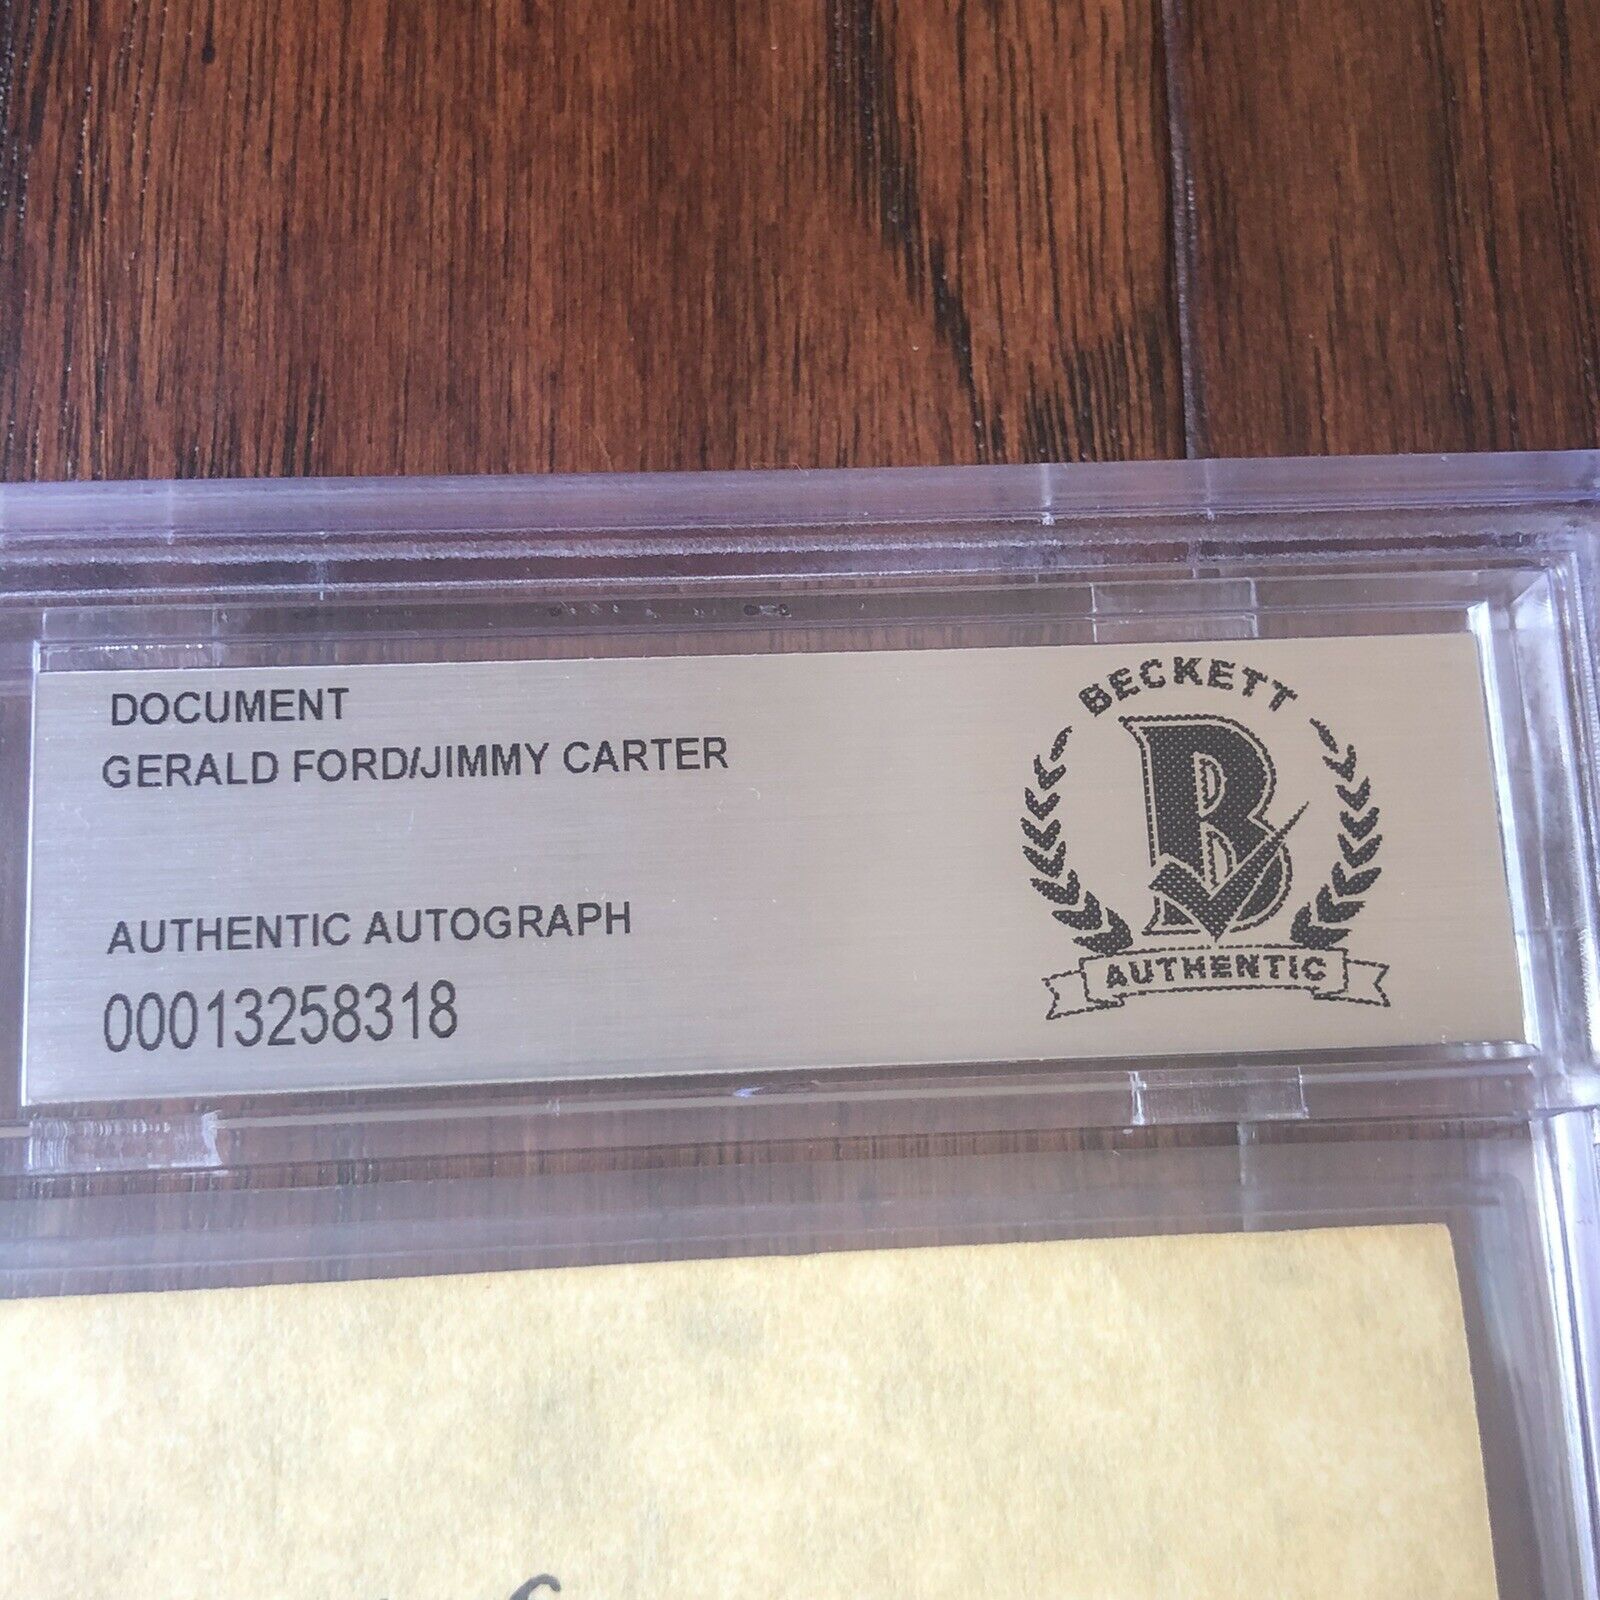 DOCUMENT
GERALD FORD/JIMMY CARTER
AUTHENTIC AUTOGRAPH
00013258318
BECKETT
B
AUTHENTIC